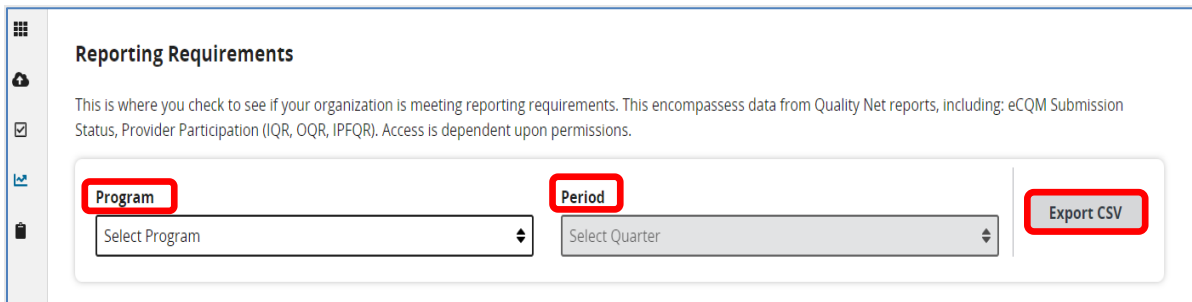 Reporting Requirements
This is where you check to see if your organization is meeting reporting requirements. This encompassess data from Quality Net reports, including: eCQM Submission
Status, Provider Participation (IQR, OQR, IPFQR). Access is dependent upon permissions.
Program
Period
Select Program
Select Quarter
Export CSV